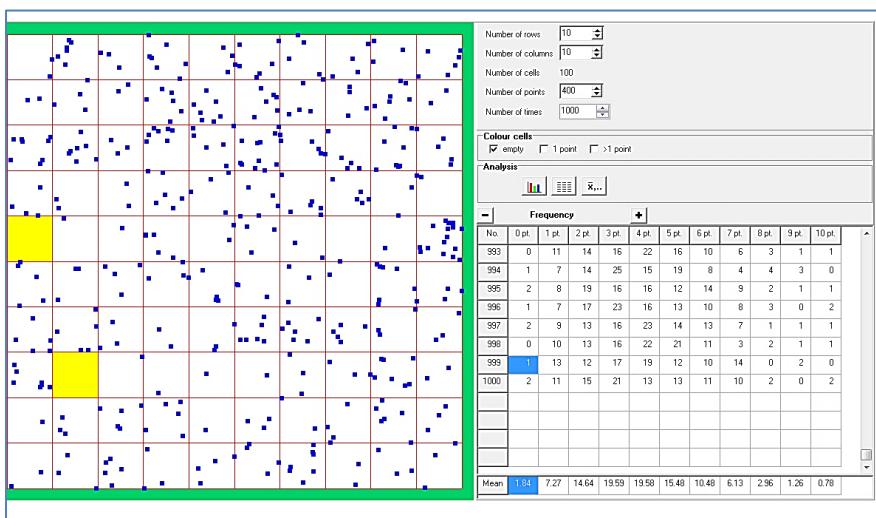 Number of rows 10
Number of columns 10
Number of cells 100
Number of points 400
Number of times 1000
Colour cells
empty 1 point >1 point
Analysis
x̄,..
− Frequency +
No. 0 pt. 1 pt. 2 pt. 3 pt. 4 pt. 5 pt. 6 pt. 7 pt. 8 pt. 9 pt. 10 pt.
993 0 11 14 16 22 16 10 6 3 1 1
994 1 7 14 25 15 19 8 4 4 3 0
995 2 8 19 16 16 12 14 9 2 1 1
996 1 7 17 23 16 13 10 8 3 0 2
997 2 9 13 16 23 14 13 7 1 1 1
998 0 10 13 16 22 21 11 3 2 1 1
999 1 13 12 17 19 12 10 14 0 2 0
1000 2 11 15 21 13 13 11 10 2 0 2
Mean 1.84 7.27 14.64 19.59 19.58 15.48 10.48 6.13 2.96 1.26 0.78